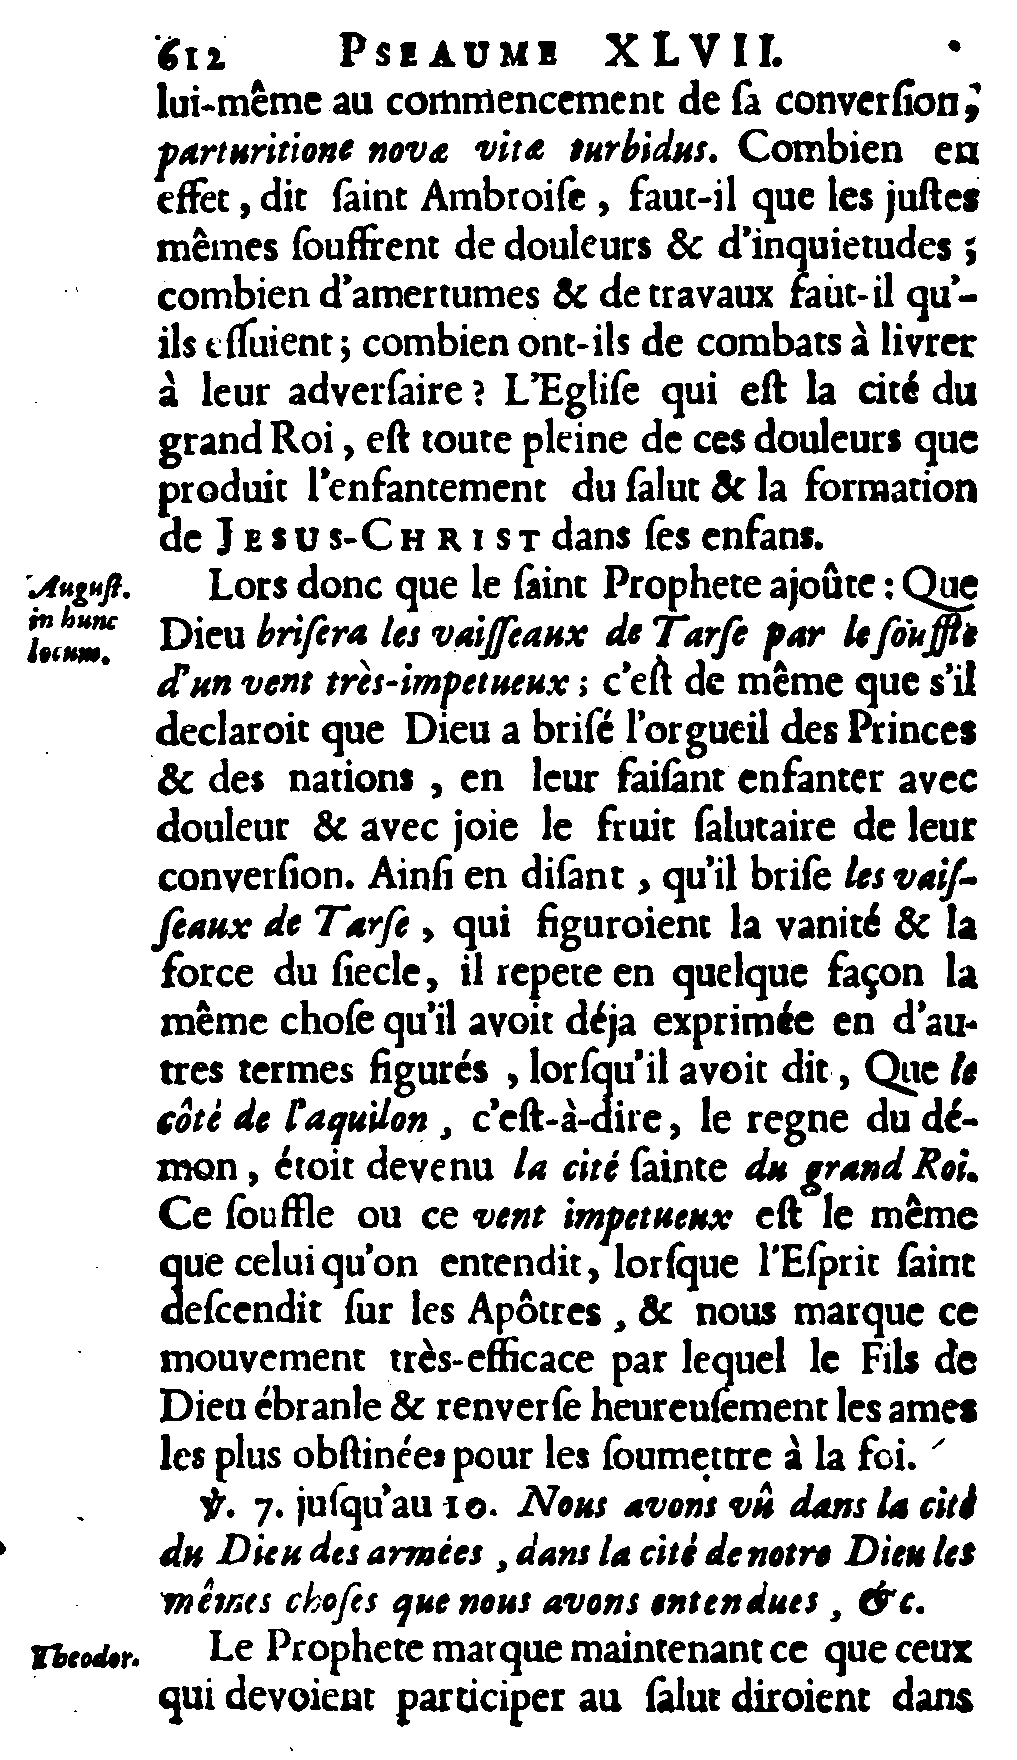 612 PSEAUME XLVII.
lui-même au commencement de ſa converſion;
parturitione novæ vitæ turbidus. Combien en
effet, dit ſaint Ambroiſe, faut-il que les juſtes
mêmes ſouffrent de douleurs & d'inquietudes;
combien d'amertumes & de travaux faut-il qu'-
ils eſſuient; combien ont-ils de combats à livrer
à leur adverſaire? L'Egliſe qui eſt la cité du
grand Roi, eſt toute pleine de ces douleurs que
produit l'enfantement du ſalut & la formation
de JESUS-CHRIST dans ſes enfans.
Auguſt.
in hunc
locum.
Lors donc que le ſaint Prophete ajoûte: Que
Dieu briſera les vaiſſeaux de Tarſe par le ſouffle
d'un vent très-impetueux; c'eſt de même que s'il
declaroit que Dieu a briſé l'orgueil des Princes
& des nations, en leur faiſant enfanter avec
douleur & avec joie le fruit ſalutaire de leur
converſion. Ainſi en diſant, qu'il briſe les vaiſ-
ſeaux de Tarſe, qui figuroient la vanité & la
force du ſiecle, il repete en quelque façon la
même choſe qu'il avoit déja exprimée en d'au-
tres termes figurés, lorſqu'il avoit dit, Que le
côté de l'aquilon, c'eſt-à-dire, le regne du dé-
mon, étoit devenu la cité ſainte du grand Roi.
Ce ſouffle ou ce vent impetueux eſt le même
que celui qu'on entendit, lorſque l'Eſprit ſaint
deſcendit ſur les Apôtres, & nous marque ce
mouvement très-efficace par lequel le Fils de
Dieu ébranle & renverſe heureuſement les ames
les plus obſtinées pour les ſoumettre à la foi.
℣. 7. juſqu'au 10. Nous avons vû dans la cité
du Dieu des armées, dans la cité de notre Dieu les
mêmes choſes que nous avons entendues, &c.
Theodor.
Le Prophete marque maintenant ce que ceux
qui devoient participer au ſalut diroient dans